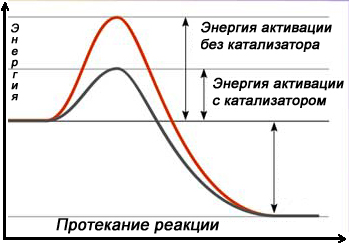 Энергия
Энергия активации
без катализатора
Энергия активации
с катализатором
Протекание реакции